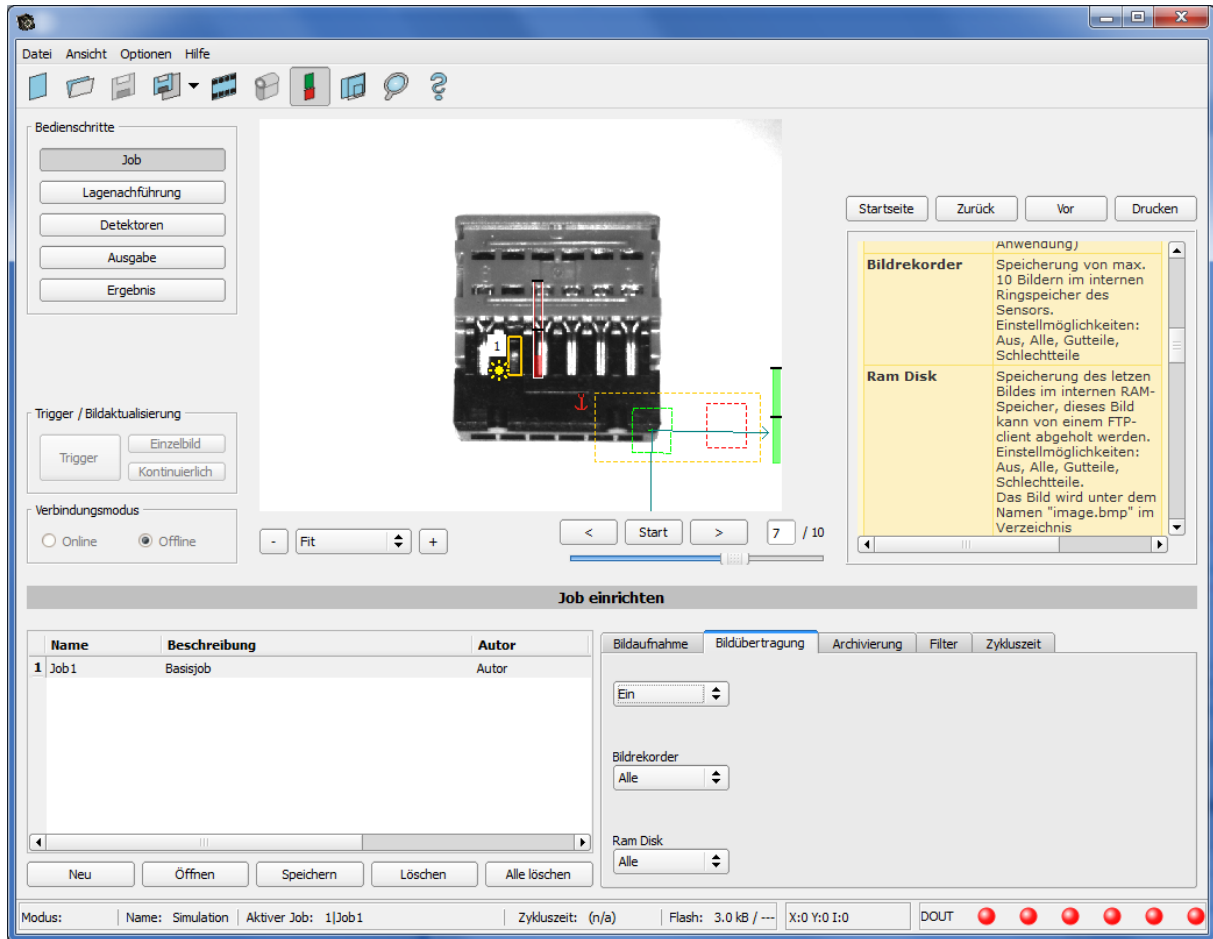 Datei Ansicht Optionen Hilfe
Bedienschritte
Job
Lagenachführung
Detektoren
Ausgabe
Ergebnis
Trigger / Bildaktualisierung
Trigger
Einzelbild
Kontinuierlich
Verbindungsmodus
Online Offline
1
- Fit +
< Start > 7 / 10
Startseite Zurück Vor Drucken
Anwendung)
Bildrekorder Speicherung von max.
10 Bildern im internen
Ringspeicher des
Sensors.
Einstellmöglichkeiten:
Aus, Alle, Gutteile,
Schlechtteile
Ram Disk Speicherung des letzen
Bildes im internen RAM-
Speicher, dieses Bild
kann von einem FTP-
client abgeholt werden.
Einstellmöglichkeiten:
Aus, Alle, Gutteile,
Schlechtteile.
Das Bild wird unter dem
Namen "image.bmp" im
Verzeichnis
Job einrichten
Name Beschreibung Autor
1 Job1 Basisjob Autor
Neu Öffnen Speichern Löschen Alle löschen
Bildaufnahme Bildübertragung Archivierung Filter Zykluszeit
Ein
Bildrekorder
Alle
Ram Disk
Alle
Modus: Name: Simulation Aktiver Job: 1|Job1 Zykluszeit: (n/a) Flash: 3.0 kB / --- X:0 Y:0 I:0 DOUT